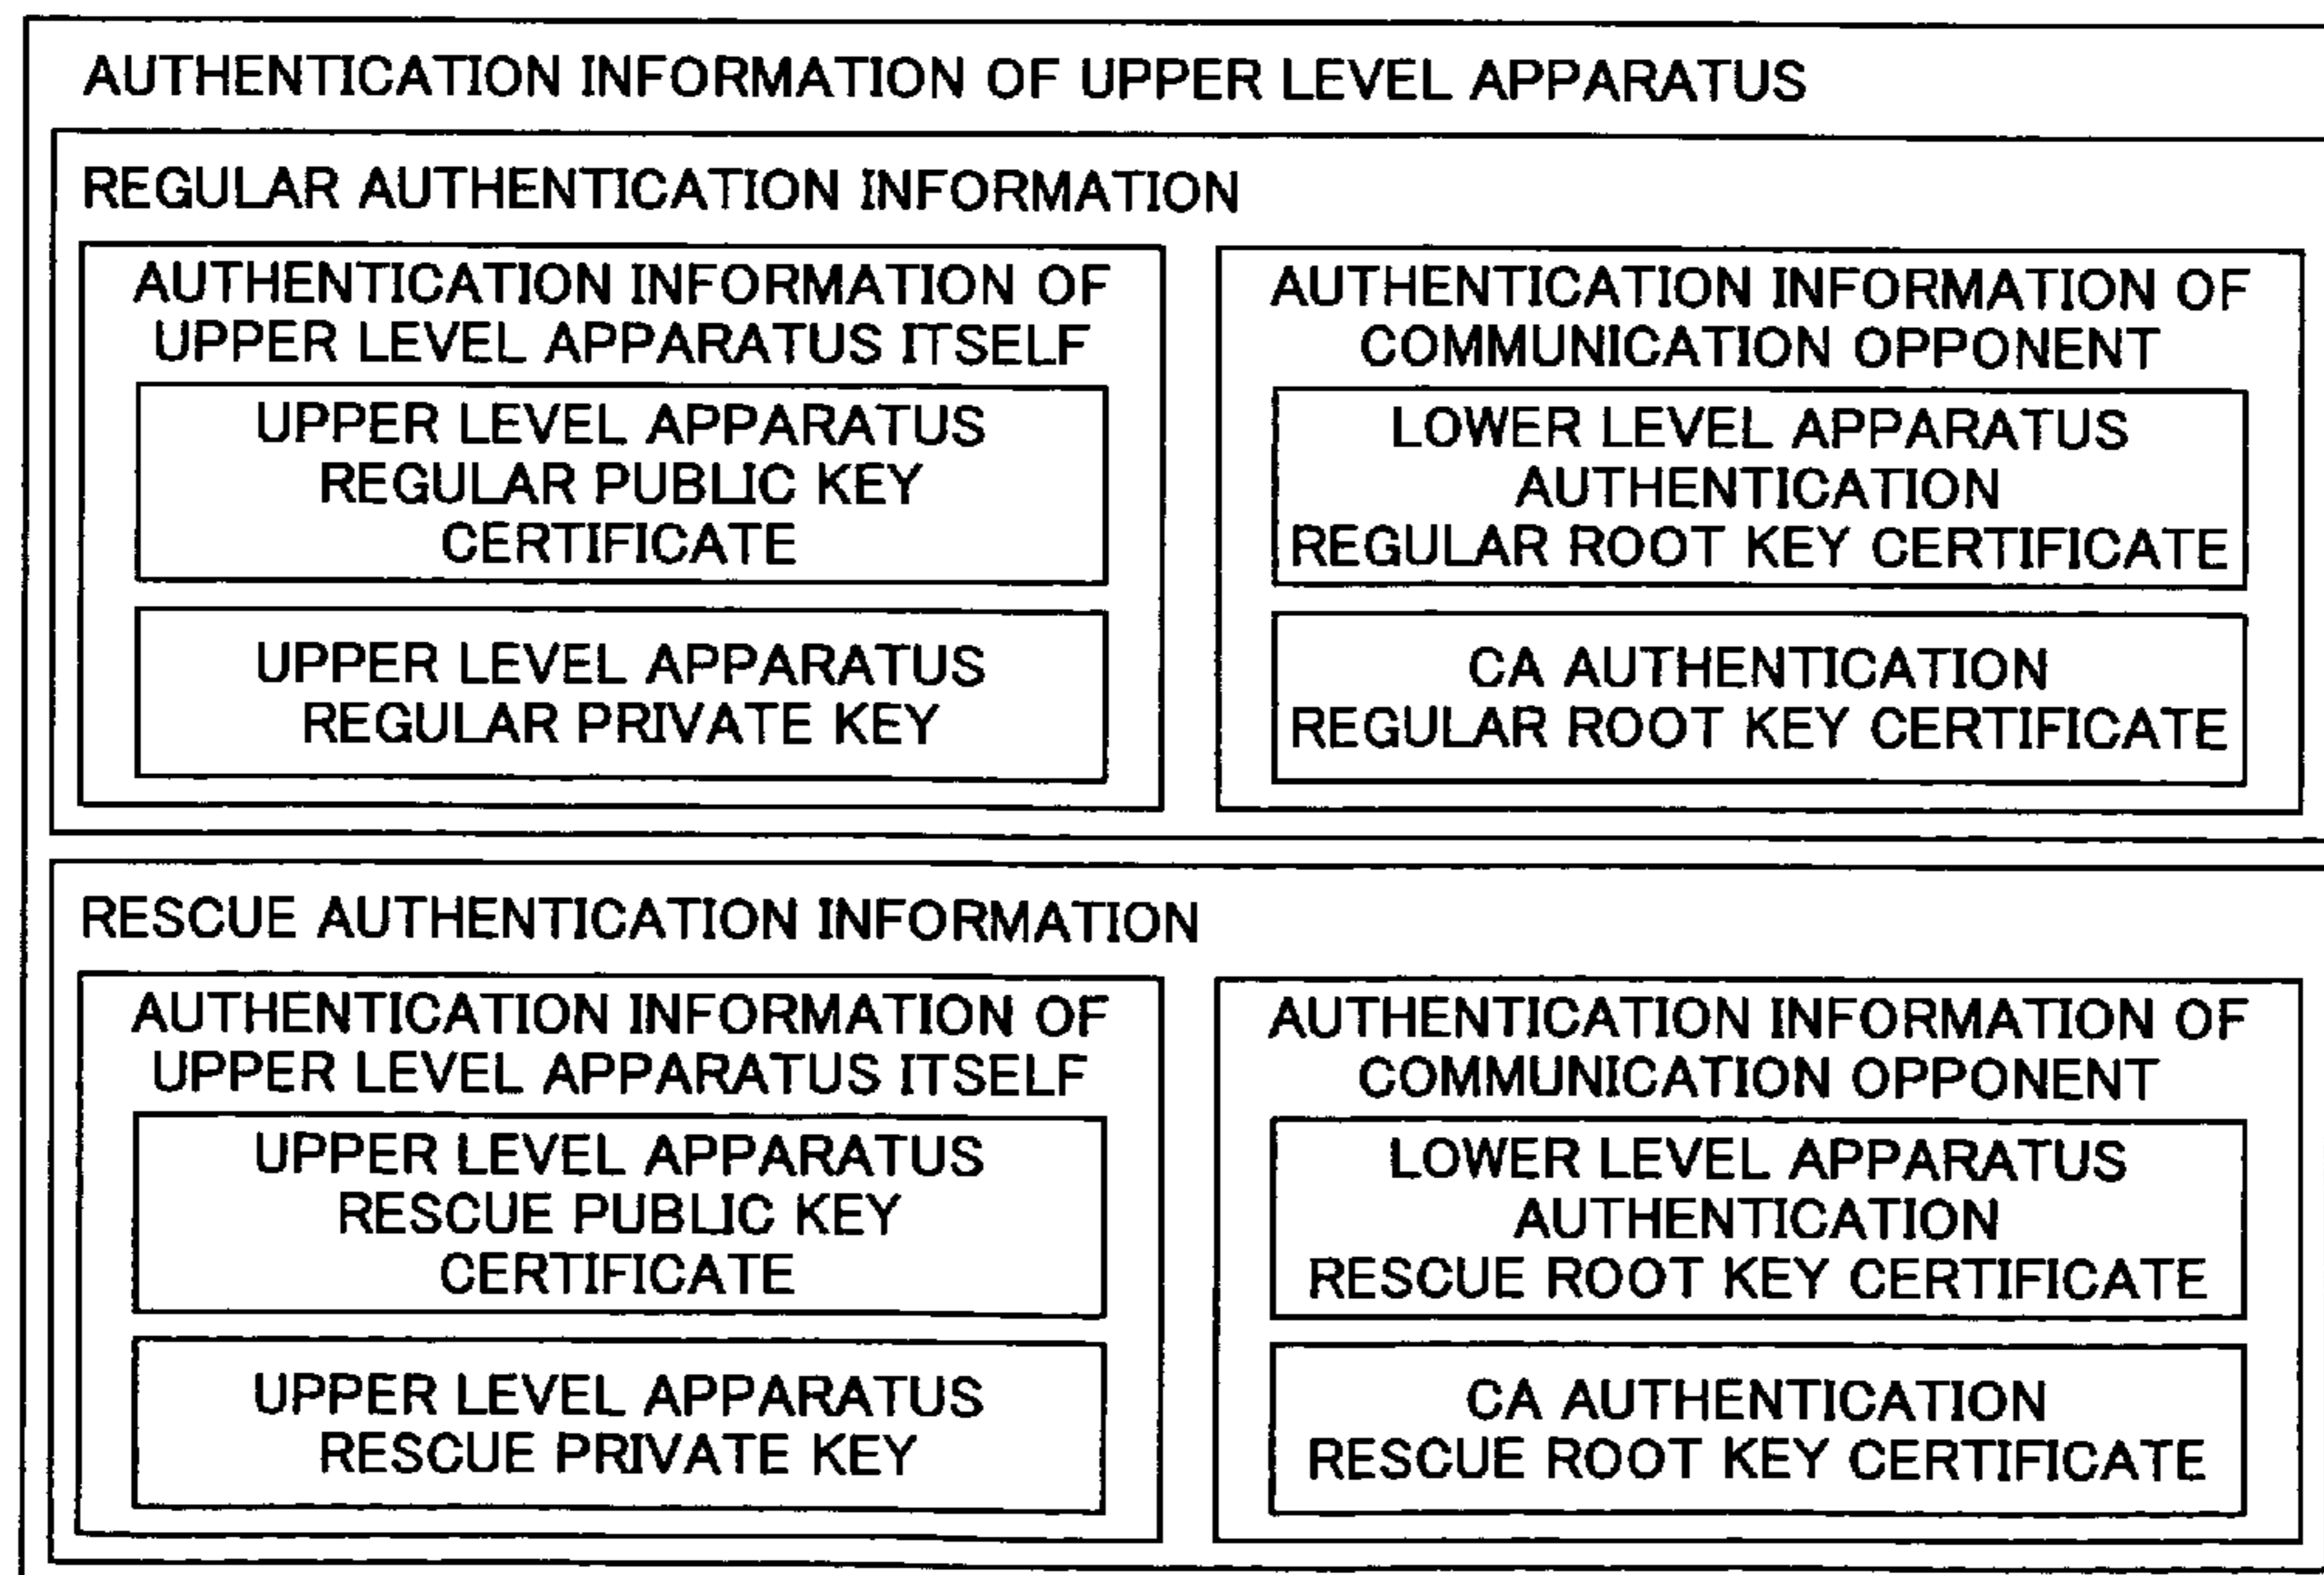 AUTHENTICATION INFORMATION OF UPPER LEVEL APPARATUS
REGULAR AUTHENTICATION INFORMATION
AUTHENTICATION INFORMATION OF
UPPER LEVEL APPARATUS ITSELF
UPPER LEVEL APPARATUS
REGULAR PUBLIC KEY
CERTIFICATE
UPPER LEVEL APPARATUS
REGULAR PRIVATE KEY
AUTHENTICATION INFORMATION OF
COMMUNICATION OPPONENT
LOWER LEVEL APPARATUS
AUTHENTICATION
REGULAR ROOT KEY CERTIFICATE
CA AUTHENTICATION
REGULAR ROOT KEY CERTIFICATE
RESCUE AUTHENTICATION INFORMATION
AUTHENTICATION INFORMATION OF
UPPER LEVEL APPARATUS ITSELF
UPPER LEVEL APPARATUS
RESCUE PUBLIC KEY
CERTIFICATE
UPPER LEVEL APPARATUS
RESCUE PRIVATE KEY
AUTHENTICATION INFORMATION OF
COMMUNICATION OPPONENT
LOWER LEVEL APPARATUS
AUTHENTICATION
RESCUE ROOT KEY CERTIFICATE
CA AUTHENTICATION
RESCUE ROOT KEY CERTIFICATE